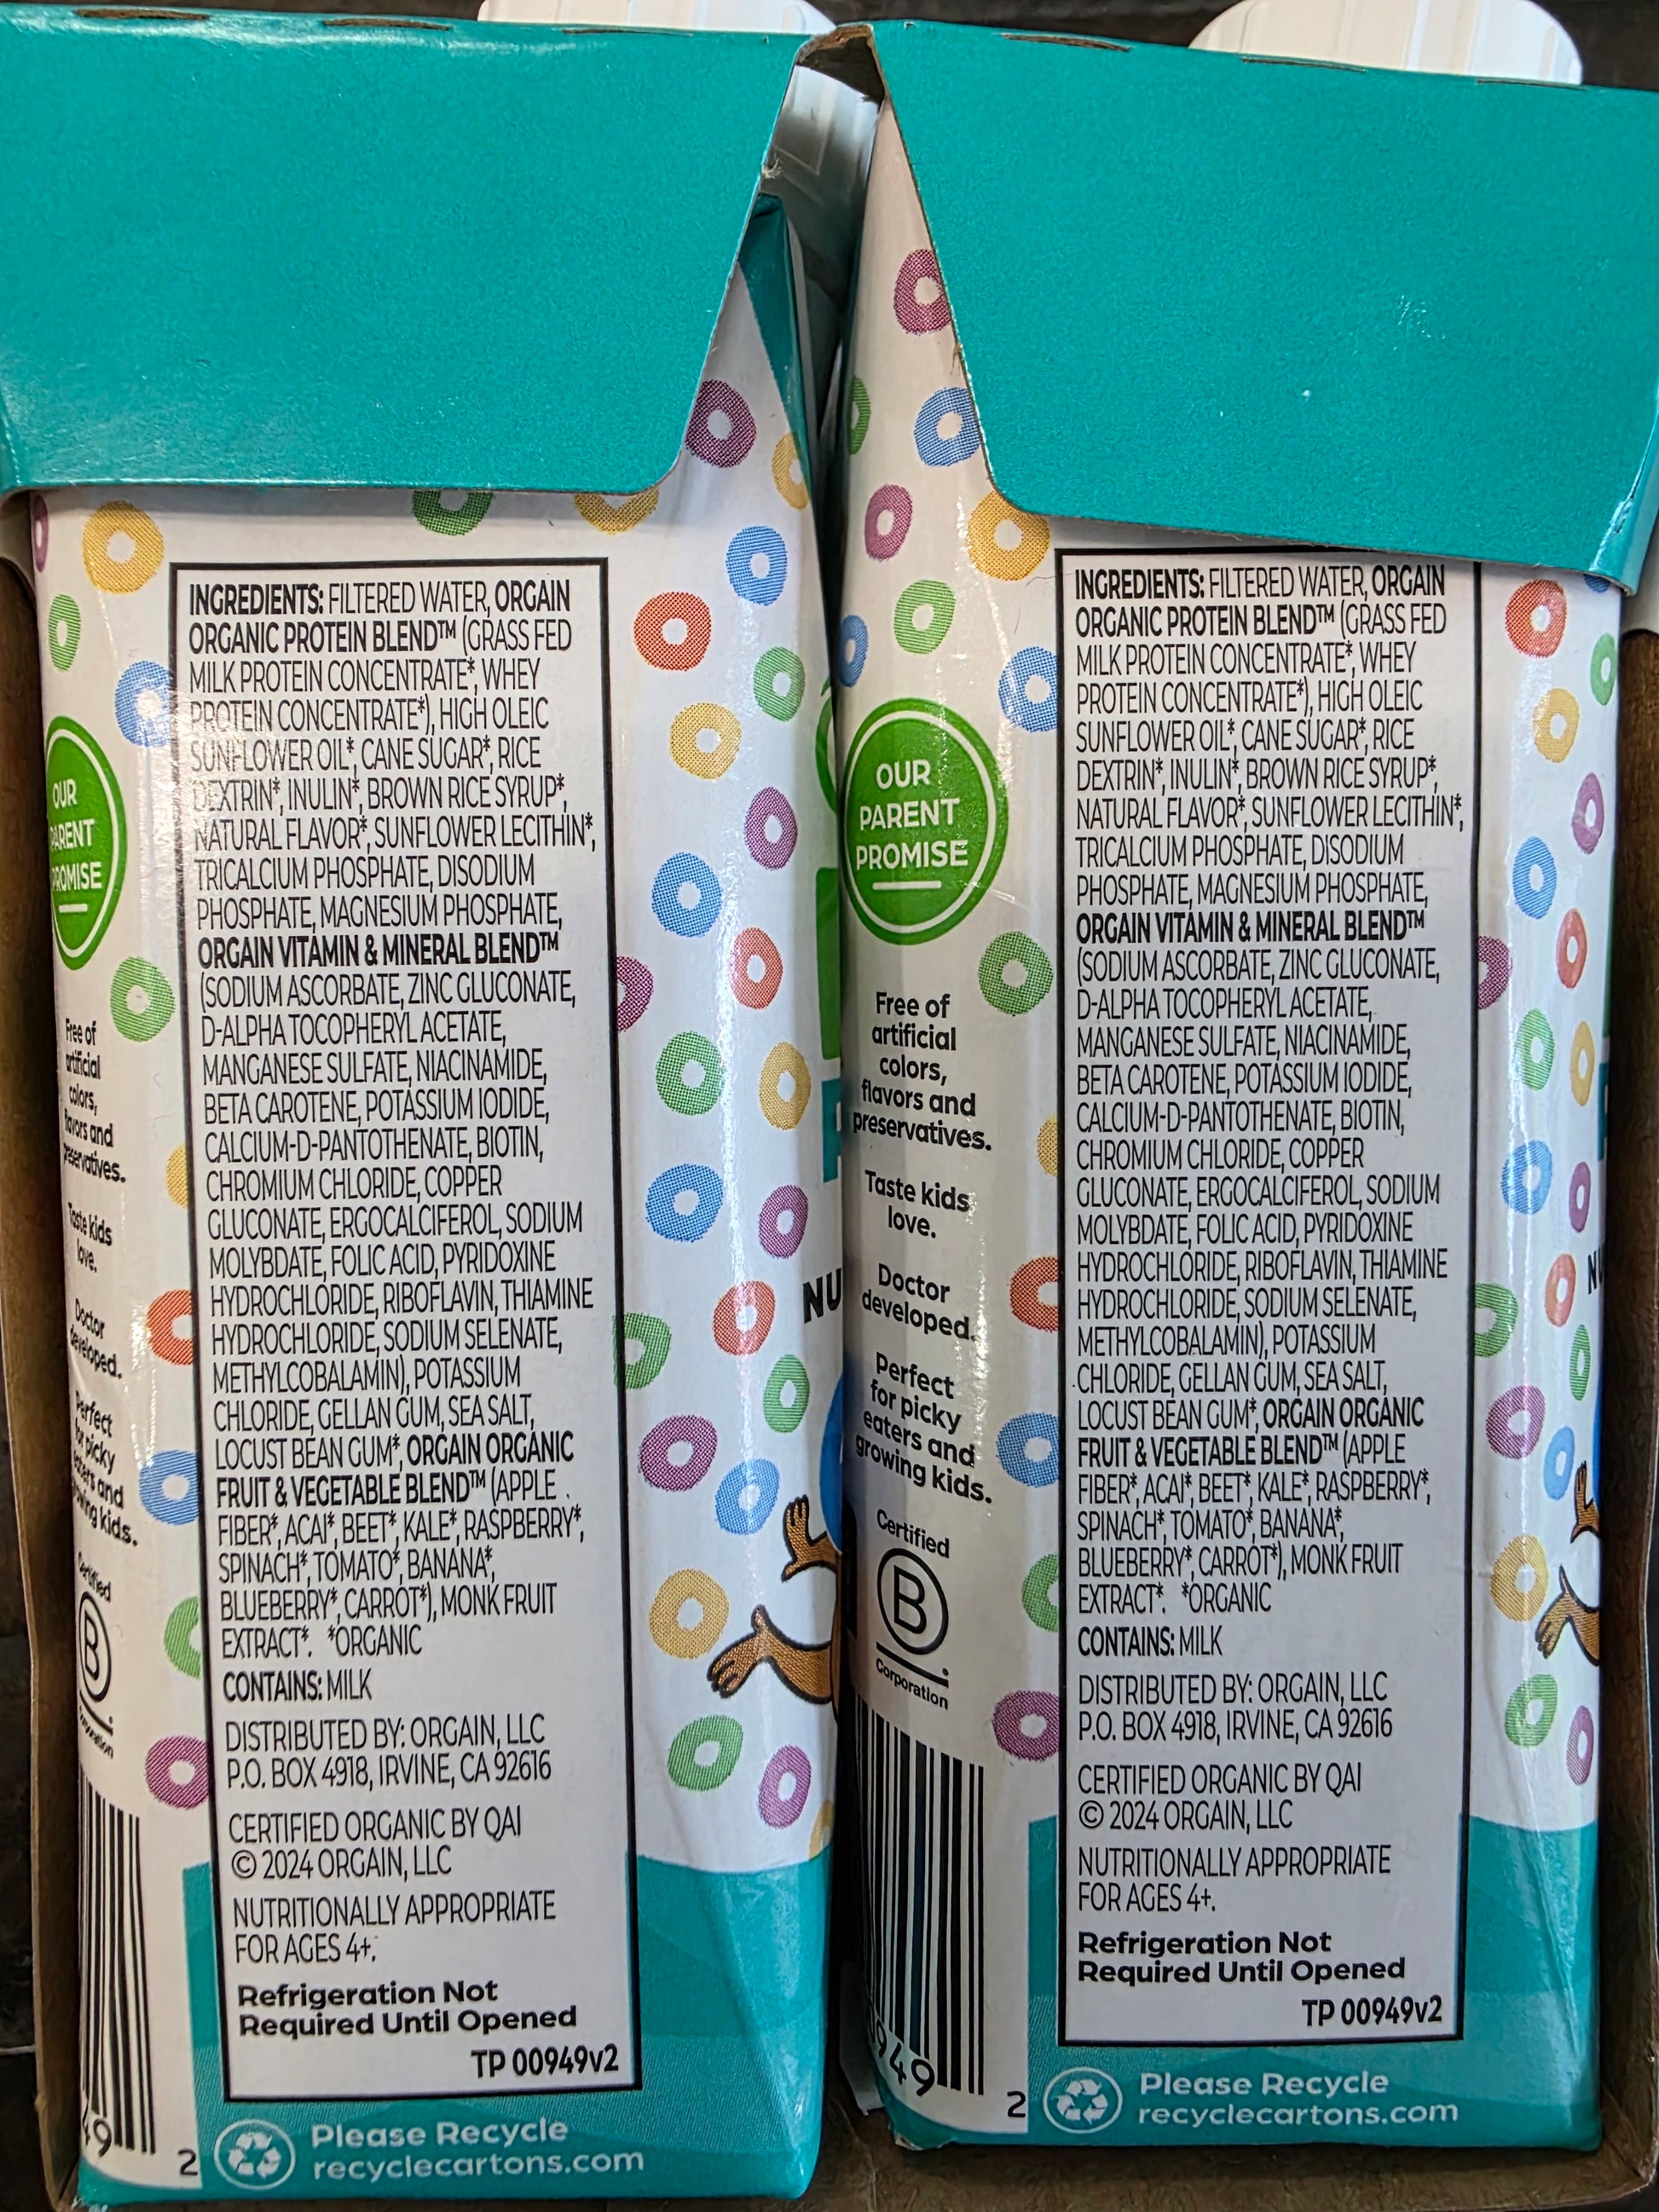 OUR
PARENT
PROMISE
Free of
artificial
colors,
flavors and
preservatives.
Taste kids
love.
Doctor
developed.
Perfect
for picky
eaters and
growing kids.
Certified
B
Corporation
49
2
INGREDIENTS: FILTERED WATER, ORGAIN
ORGANIC PROTEIN BLEND™ (GRASS FED
MILK PROTEIN CONCENTRATE*, WHEY
PROTEIN CONCENTRATE*), HIGH OLEIC
SUNFLOWER OIL*, CANE SUGAR*, RICE
DEXTRIN*, INULIN*, BROWN RICE SYRUP*,
NATURAL FLAVOR*, SUNFLOWER LECITHIN*,
TRICALCIUM PHOSPHATE, DISODIUM
PHOSPHATE, MAGNESIUM PHOSPHATE,
ORGAIN VITAMIN & MINERAL BLEND™
(SODIUM ASCORBATE, ZINC GLUCONATE,
D-ALPHA TOCOPHERYL ACETATE,
MANGANESE SULFATE, NIACINAMIDE,
BETA CAROTENE, POTASSIUM IODIDE,
CALCIUM-D-PANTOTHENATE, BIOTIN,
CHROMIUM CHLORIDE, COPPER
GLUCONATE, ERGOCALCIFEROL, SODIUM
MOLYBDATE, FOLIC ACID, PYRIDOXINE
HYDROCHLORIDE, RIBOFLAVIN, THIAMINE
HYDROCHLORIDE, SODIUM SELENATE,
METHYLCOBALAMIN), POTASSIUM
CHLORIDE, GELLAN GUM, SEA SALT,
LOCUST BEAN GUM*, ORGAIN ORGANIC
FRUIT & VEGETABLE BLEND™ (APPLE
FIBER*, ACAI*, BEET*, KALE*, RASPBERRY*,
SPINACH*, TOMATO*, BANANA*,
BLUEBERRY*, CARROT*), MONK FRUIT
EXTRACT*. *ORGANIC
CONTAINS: MILK
DISTRIBUTED BY: ORGAIN, LLC
P.O. BOX 4918, IRVINE, CA 92616
CERTIFIED ORGANIC BY QAI
© 2024 ORGAIN, LLC
NUTRITIONALLY APPROPRIATE
FOR AGES 4+.
Refrigeration Not
Required Until Opened
TP 00949v2
Please Recycle
recyclecartons.com
NU
OUR
PARENT
PROMISE
Free of
artificial
colors,
flavors and
preservatives.
Taste kids
love.
Doctor
developed.
Perfect
for picky
eaters and
growing kids.
Certified
B
Corporation
949
2
INGREDIENTS: FILTERED WATER, ORGAIN
ORGANIC PROTEIN BLEND™ (GRASS FED
MILK PROTEIN CONCENTRATE*, WHEY
PROTEIN CONCENTRATE*), HIGH OLEIC
SUNFLOWER OIL*, CANE SUGAR*, RICE
DEXTRIN*, INULIN*, BROWN RICE SYRUP*,
NATURAL FLAVOR*, SUNFLOWER LECITHIN*,
TRICALCIUM PHOSPHATE, DISODIUM
PHOSPHATE, MAGNESIUM PHOSPHATE,
ORGAIN VITAMIN & MINERAL BLEND™
(SODIUM ASCORBATE, ZINC GLUCONATE,
D-ALPHA TOCOPHERYL ACETATE,
MANGANESE SULFATE, NIACINAMIDE,
BETA CAROTENE, POTASSIUM IODIDE,
CALCIUM-D-PANTOTHENATE, BIOTIN,
CHROMIUM CHLORIDE, COPPER
GLUCONATE, ERGOCALCIFEROL, SODIUM
MOLYBDATE, FOLIC ACID, PYRIDOXINE
HYDROCHLORIDE, RIBOFLAVIN, THIAMINE
HYDROCHLORIDE, SODIUM SELENATE,
METHYLCOBALAMIN), POTASSIUM
CHLORIDE, GELLAN GUM, SEA SALT,
LOCUST BEAN GUM*, ORGAIN ORGANIC
FRUIT & VEGETABLE BLEND™ (APPLE
FIBER*, ACAI*, BEET*, KALE*, RASPBERRY*,
SPINACH*, TOMATO*, BANANA*,
BLUEBERRY*, CARROT*), MONK FRUIT
EXTRACT*. *ORGANIC
CONTAINS: MILK
DISTRIBUTED BY: ORGAIN, LLC
P.O. BOX 4918, IRVINE, CA 92616
CERTIFIED ORGANIC BY QAI
© 2024 ORGAIN, LLC
NUTRITIONALLY APPROPRIATE
FOR AGES 4+.
Refrigeration Not
Required Until Opened
TP 00949v2
Please Recycle
recyclecartons.com